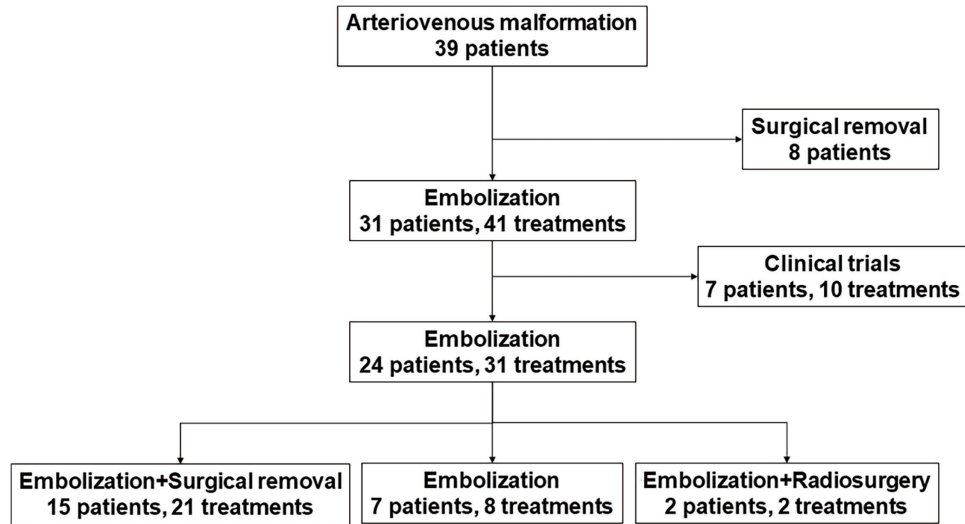 Arteriovenous malformation
39 patients
Surgical removal
8 patients
Embolization
31 patients, 41 treatments
Clinical trials
7 patients, 10 treatments
Embolization
24 patients, 31 treatments
Embolization+Surgical removal
15 patients, 21 treatments
Embolization
7 patients, 8 treatments
Embolization+Radiosurgery
2 patients, 2 treatments